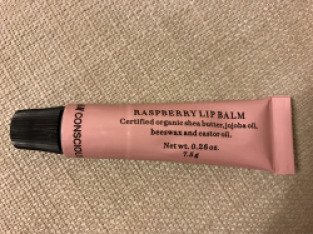 RASPBERRY LIP BALM
Certified organic shea butter, jojoba oil,
beeswax and castor oil.
Net wt. 0.26 oz.
7.5g
CONSCIOU